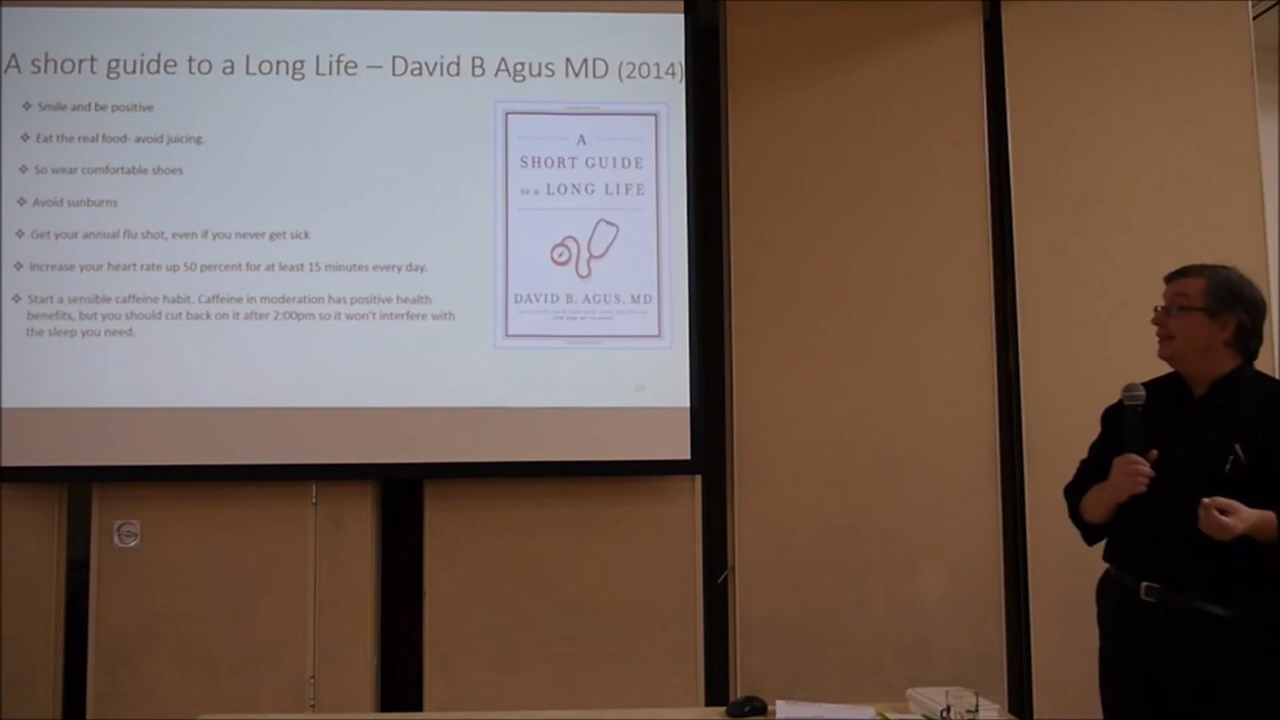 A short guide to a Long Life – David B Agus MD (2014)
❖ Smile and be positive
❖ Eat the real food- avoid juicing.
❖ So wear comfortable shoes
❖ Avoid sunburns
❖ Get your annual flu shot, even if you never get sick
❖ Increase your heart rate up 50 percent for at least 15 minutes every day.
❖ Start a sensible caffeine habit. Caffeine in moderation has positive health
benefits, but you should cut back on it after 2:00pm so it won't interfere with
the sleep you need.
A
SHORT GUIDE
to a LONG LIFE
DAVID B. AGUS, MD